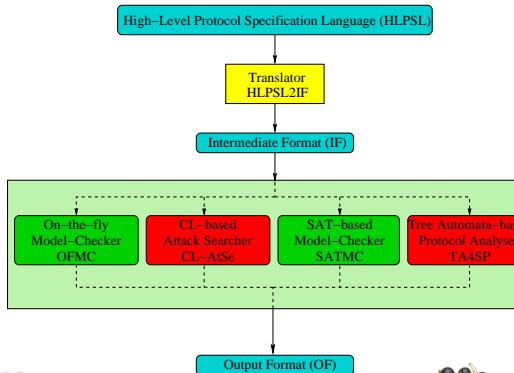 High–Level Protocol Specification Language (HLPSL)
Translator
HLPSL2IF
Intermediate Format (IF)
On–the–fly
Model–Checker
OFMC
CL–based
Attack Searcher
CL–AtSe
SAT–based
Model–Checker
SATMC
Tree Automata–based
Protocol Analyse
TA4SP
Output Format (OF)